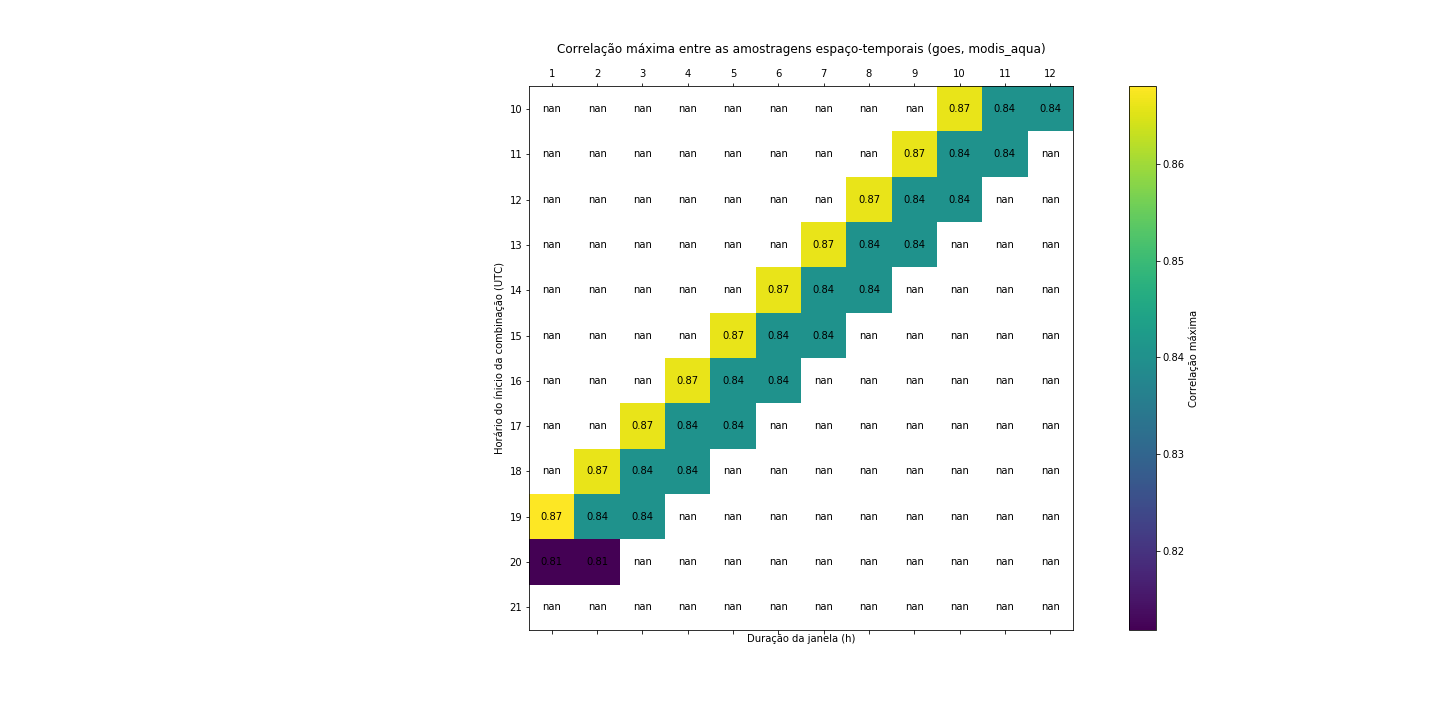 Correlação máxima entre as amostragens espaço-temporais (goes, modis_aqua)
1 2 3 4 5 6 7 8 9 10 11 12
10 nan nan nan nan nan nan nan nan nan 0.87 0.84 0.84
11 nan nan nan nan nan nan nan nan 0.87 0.84 0.84 nan
12 nan nan nan nan nan nan nan 0.87 0.84 0.84 nan nan
13 nan nan nan nan nan nan 0.87 0.84 0.84 nan nan nan
14 nan nan nan nan nan 0.87 0.84 0.84 nan nan nan nan
15 nan nan nan nan 0.87 0.84 0.84 nan nan nan nan nan
16 nan nan nan 0.87 0.84 0.84 nan nan nan nan nan nan
17 nan nan 0.87 0.84 0.84 nan nan nan nan nan nan nan
18 nan 0.87 0.84 0.84 nan nan nan nan nan nan nan nan
19 0.87 0.84 0.84 nan nan nan nan nan nan nan nan nan
20 0.81 0.81 nan nan nan nan nan nan nan nan nan nan
21 nan nan nan nan nan nan nan nan nan nan nan nan
Horário do ínicio da combinação (UTC)
Duração da janela (h)
0.86
0.85
0.84
0.83
0.82
Correlação máxima